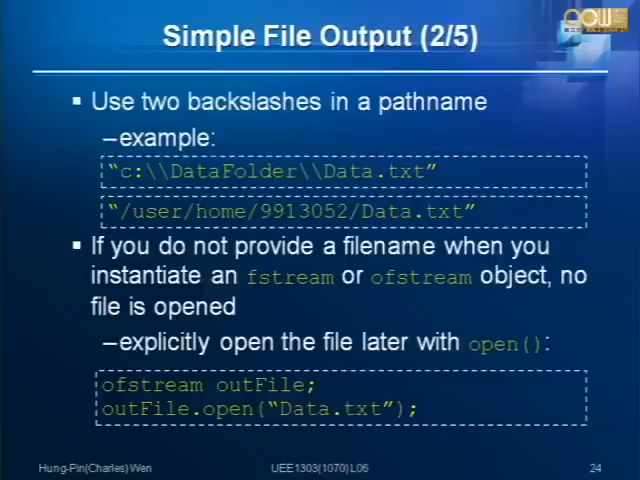 Simple File Output (2/5)
Use two backslashes in a pathname
–example:
“c:\\DataFolder\\Data.txt”
“/user/home/9913052/Data.txt”
If you do not provide a filename when you
instantiate an fstream or ofstream object, no
file is opened
–explicitly open the file later with open():
ofstream outFile;
outFile.open(“Data.txt”);
Hung-Pin(Charles) Wen
UEE1303(1070) L06
24